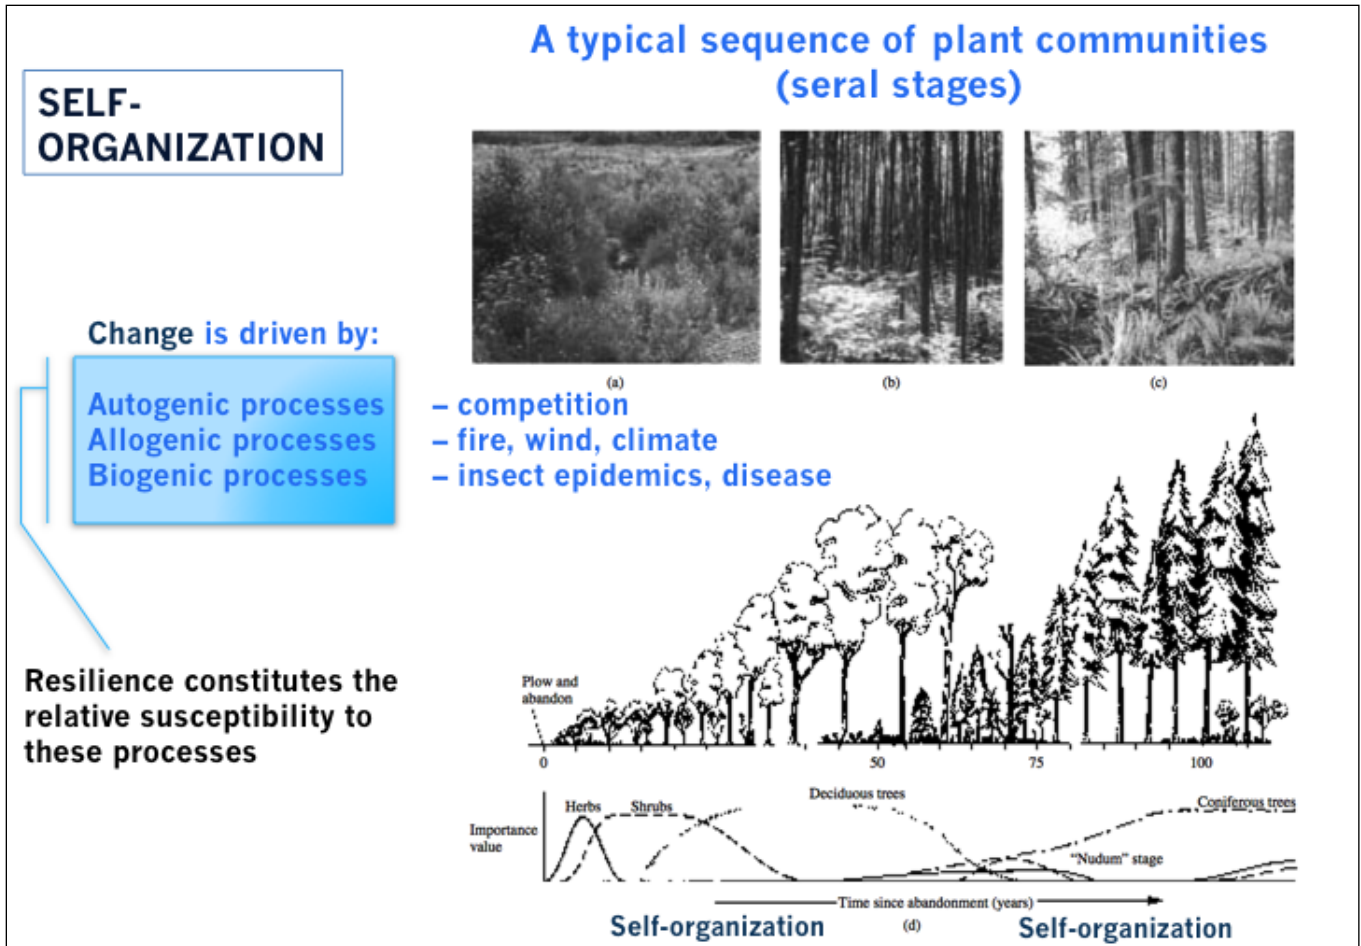 A typical sequence of plant communities
(seral stages)
SELF-
ORGANIZATION
(a)
(b)
(c)
Change is driven by:
Autogenic processes – competition
Allogenic processes – fire, wind, climate
Biogenic processes – insect epidemics, disease
Resilience constitutes the
relative susceptibility to
these processes
Plow and
abandon
0
50
75
100
Herbs
Shrubs
Deciduous trees
Coniferous trees
Importance
value
"Nudum" stage
Time since abandonment (years)
(d)
Self-organization
Self-organization